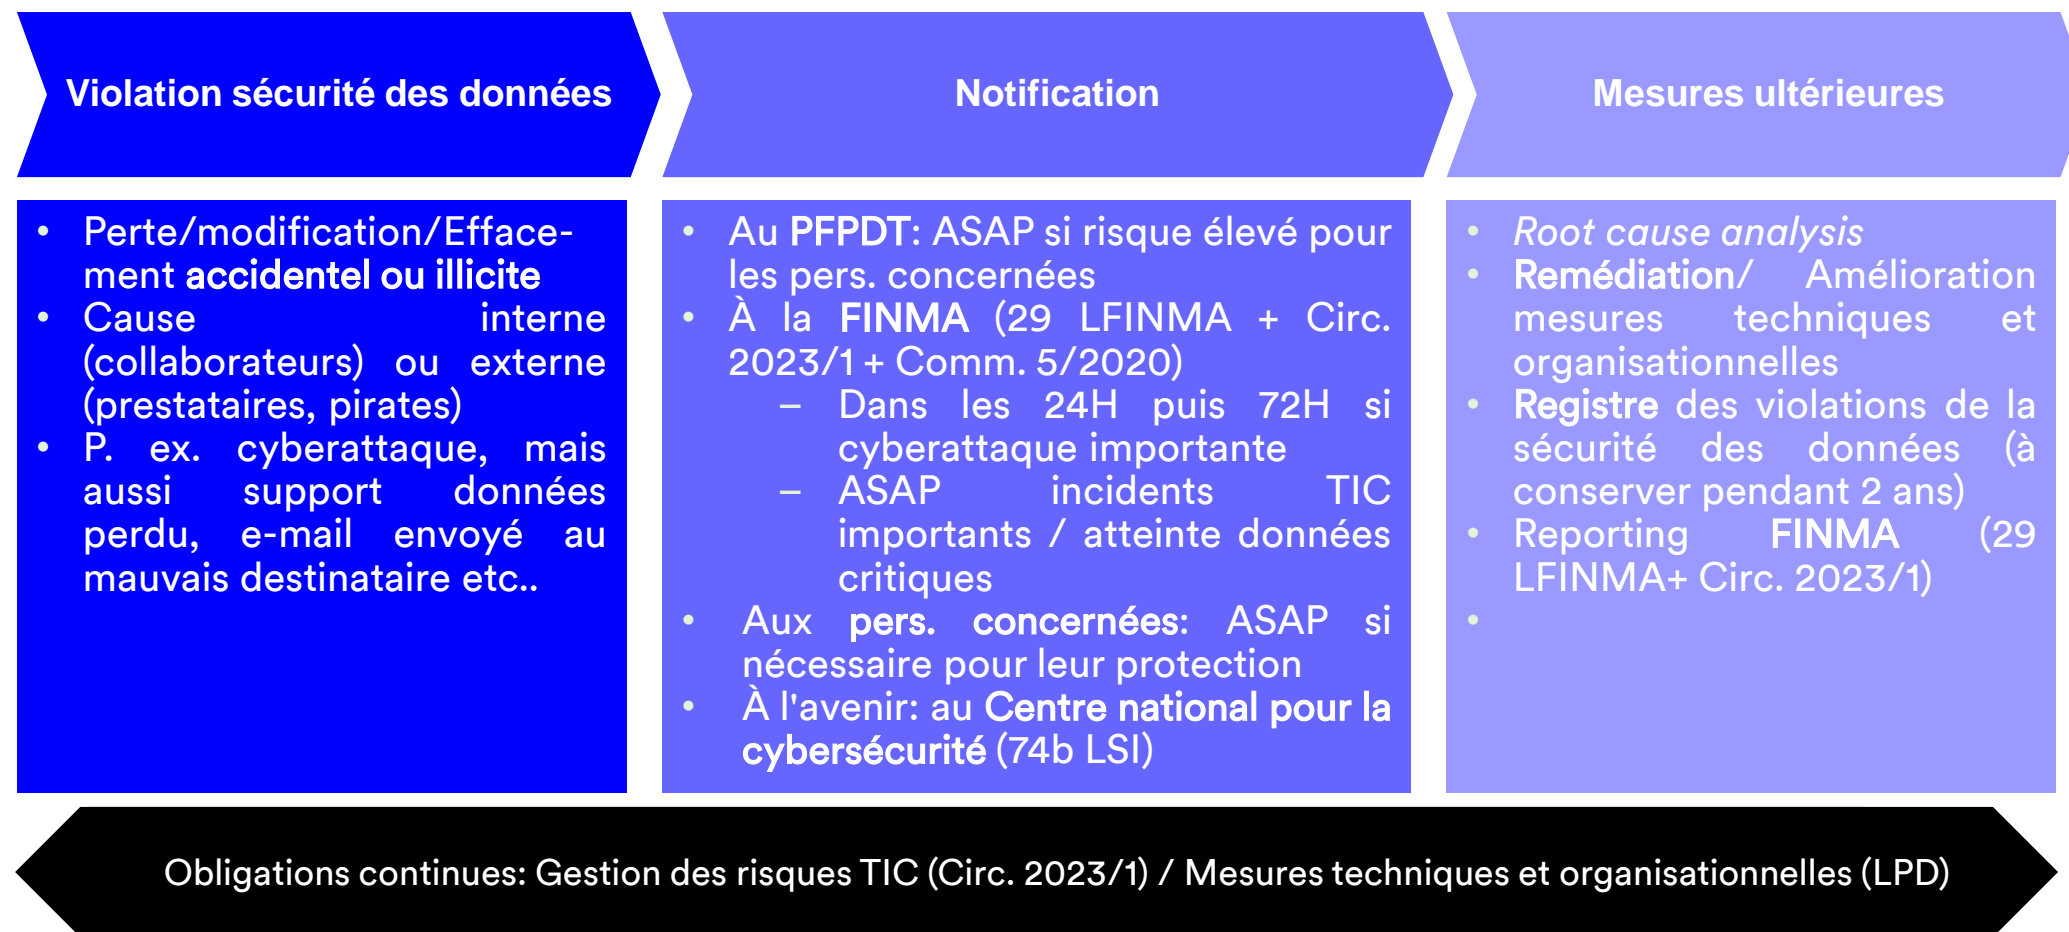 Violation sécurité des données
Notification
Mesures ultérieures
• Perte/modification/Efface-
ment accidentel ou illicite
• Cause interne
(collaborateurs) ou externe
(prestataires, pirates)
• P. ex. cyberattaque, mais
aussi support données
perdu, e-mail envoyé au
mauvais destinataire etc..
• Au PFPDT: ASAP si risque élevé pour
les pers. concernées
• À la FINMA (29 LFINMA + Circ.
2023/1 + Comm. 5/2020)
– Dans les 24H puis 72H si
cyberattaque importante
– ASAP incidents TIC
importants / atteinte données
critiques
• Aux pers. concernées: ASAP si
nécessaire pour leur protection
• À l'avenir: au Centre national pour la
cybersécurité (74b LSI)
• Root cause analysis
• Remédiation/ Amélioration
mesures techniques et
organisationnelles
• Registre des violations de la
sécurité des données (à
conserver pendant 2 ans)
• Reporting FINMA (29
LFINMA+ Circ. 2023/1)
•
Obligations continues: Gestion des risques TIC (Circ. 2023/1) / Mesures techniques et organisationnelles (LPD)